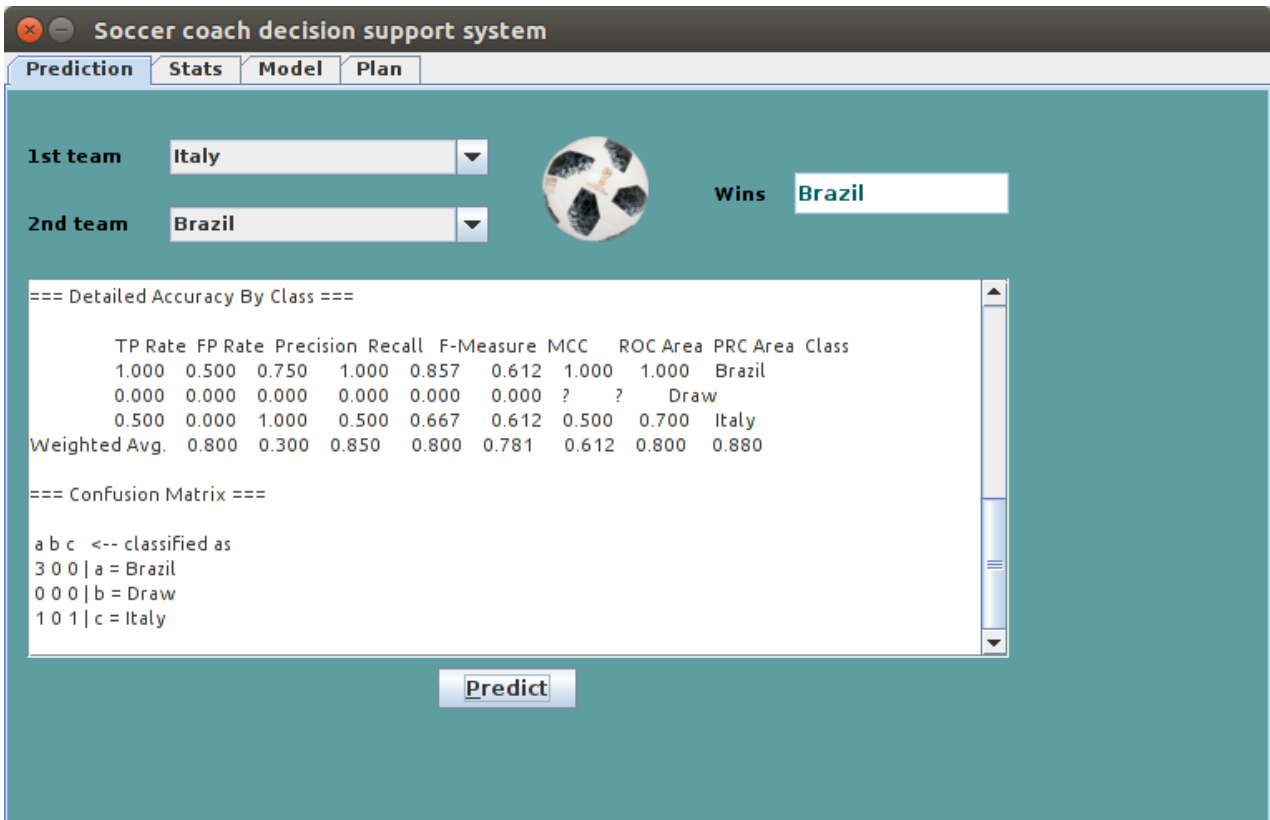 Soccer coach decision support system
Prediction Stats Model Plan
1st team Italy
Wins Brazil
2nd team Brazil
=== Detailed Accuracy By Class ===
TP Rate FP Rate Precision Recall F-Measure MCC ROC Area PRC Area Class
1.000 0.500 0.750 1.000 0.857 0.612 1.000 1.000 Brazil
0.000 0.000 0.000 0.000 0.000 0.000 ? ? Draw
0.500 0.000 1.000 0.500 0.667 0.612 0.500 0.700 Italy
Weighted Avg. 0.800 0.300 0.850 0.800 0.781 0.612 0.800 0.880
=== Confusion Matrix ===
a b c <-- classified as
3 0 0 | a = Brazil
0 0 0 | b = Draw
1 0 1 | c = Italy
Predict